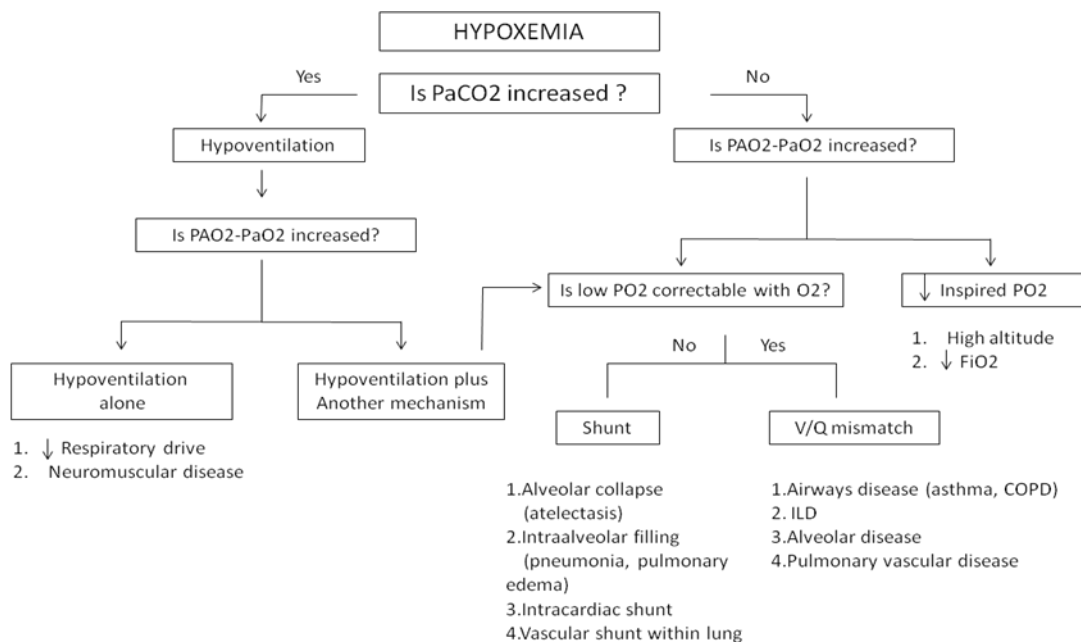 HYPOXEMIA
Yes
No
Is PaCO2 increased ?
Hypoventilation
Is PAO2-PaO2 increased?
Is PAO2-PaO2 increased?
Is low PO2 correctable with O2?
↓ Inspired PO2
1. High altitude
2. ↓ FiO2
No
Yes
Hypoventilation
alone
Hypoventilation plus
Another mechanism
1. ↓ Respiratory drive
2. Neuromuscular disease
Shunt
V/Q mismatch
1.Alveolar collapse
(atelectasis)
2.Intraalveolar filling
(pneumonia, pulmonary
edema)
3.Intracardiac shunt
4.Vascular shunt within lung
1.Airways disease (asthma, COPD)
2. ILD
3.Alveolar disease
4.Pulmonary vascular disease